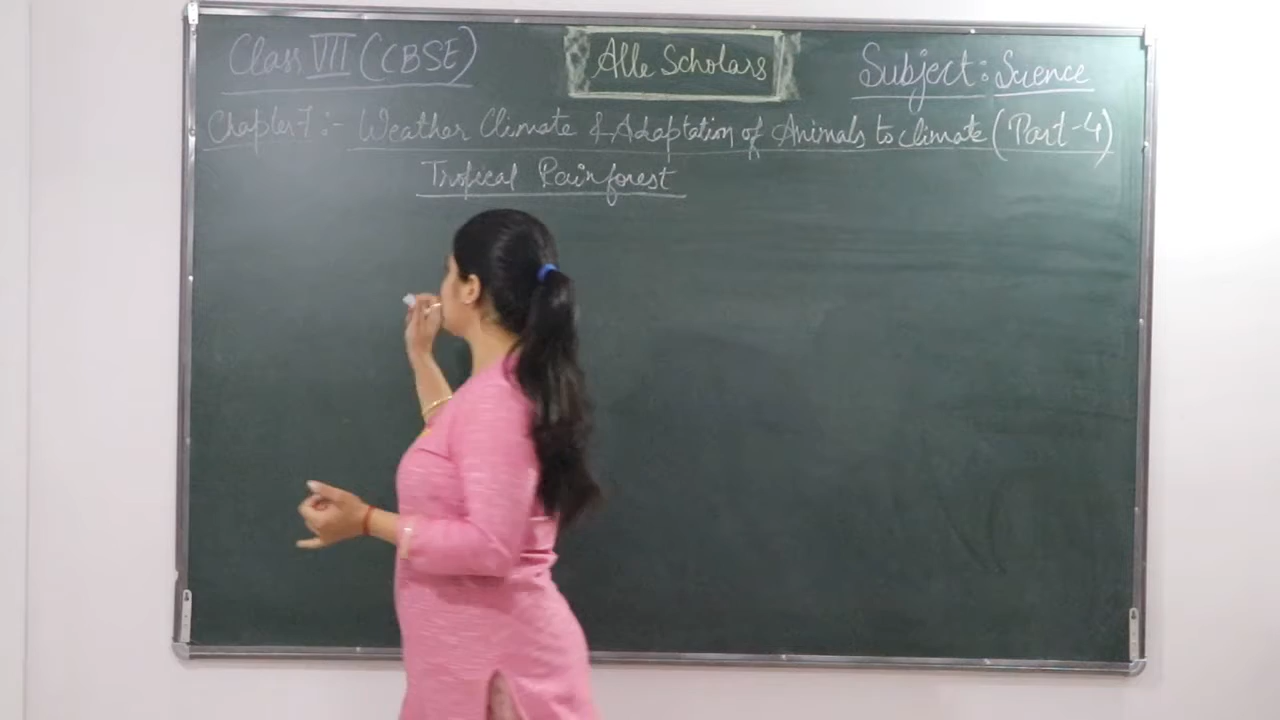 Class VII (CBSE) Alle Scholars Subject: Science
Chapter-7 :- Weather Climate & Adaptation of Animals to climate (Part-4)
Tropical Rainforest